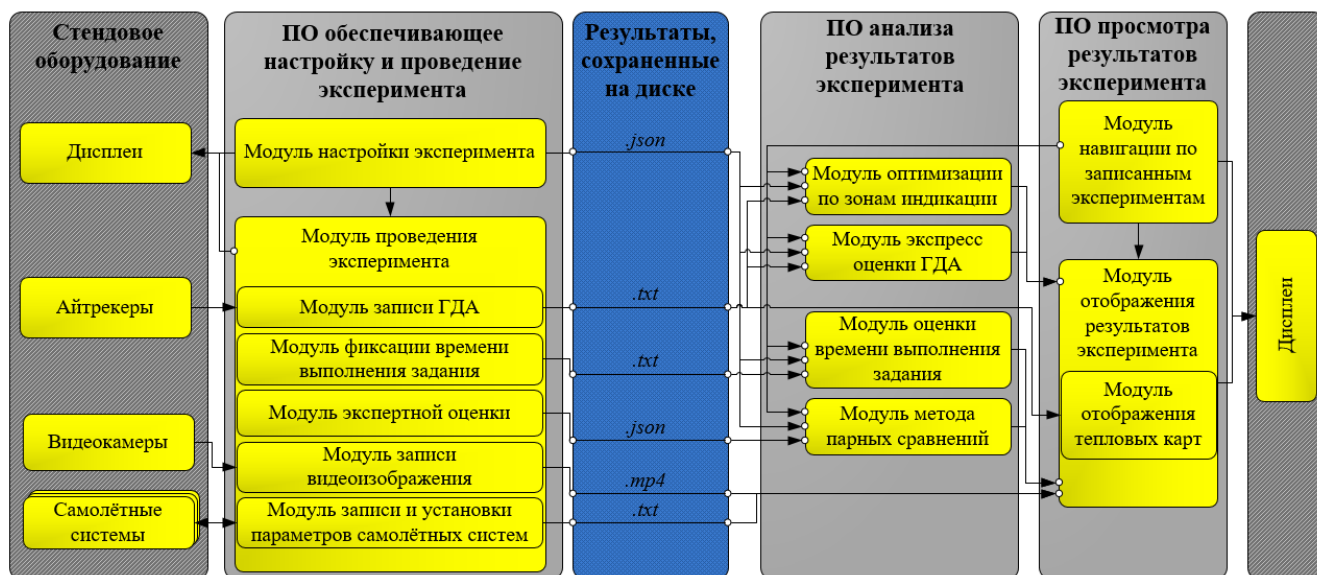 Стендовое
оборудование
Дисплеи
Айтрекеры
Видеокамеры
Самолётные
системы
ПО обеспечивающее
настройку и проведение
эксперимента
Модуль настройки эксперимента
Модуль проведения
эксперимента
Модуль записи ГДА
Модуль фиксации времени
выполнения задания
Модуль экспертной оценки
Модуль записи
видеоизображения
Модуль записи и установки
параметров самолётных систем
Результаты,
сохраненные
на диске
.json
.txt
.txt
.json
.mp4
.txt
ПО анализа
результатов
эксперимента
Модуль оптимизации
по зонам индикации
Модуль экспресс
оценки ГДА
Модуль оценки
времени выполнения
задания
Модуль метода
парных сравнений
ПО просмотра
результатов
эксперимента
Модуль
навигации по
записанным
экспериментам
Модуль
отображения
результатов
эксперимента
Модуль
отображения
тепловых карт
Дисплеи